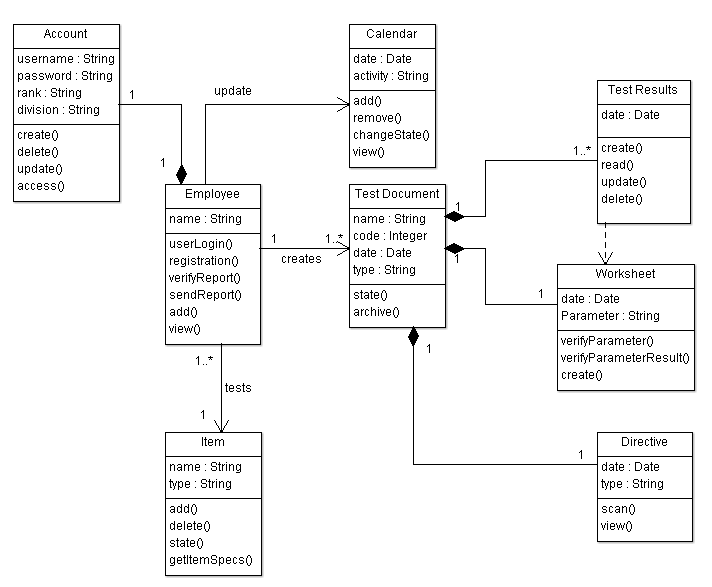 Account
username : String
password : String
rank : String
division : String
create()
delete()
update()
access()
1
1
Calendar
date : Date
activity : String
add()
remove()
changeState()
view()
update
Test Results
date : Date
create()
read()
update()
delete()
1..*
1
Employee
name : String
userLogin()
registration()
verifyReport()
sendReport()
add()
view()
1
1..*
creates
Test Document
name : String
code : Integer
date : Date
type : String
state()
archive()
1
1
Worksheet
date : Date
Parameter : String
verifyParameter()
verifyParameterResult()
create()
1
1..*
tests
1
Item
name : String
type : String
add()
delete()
state()
getItemSpecs()
1
Directive
date : Date
type : String
scan()
view()